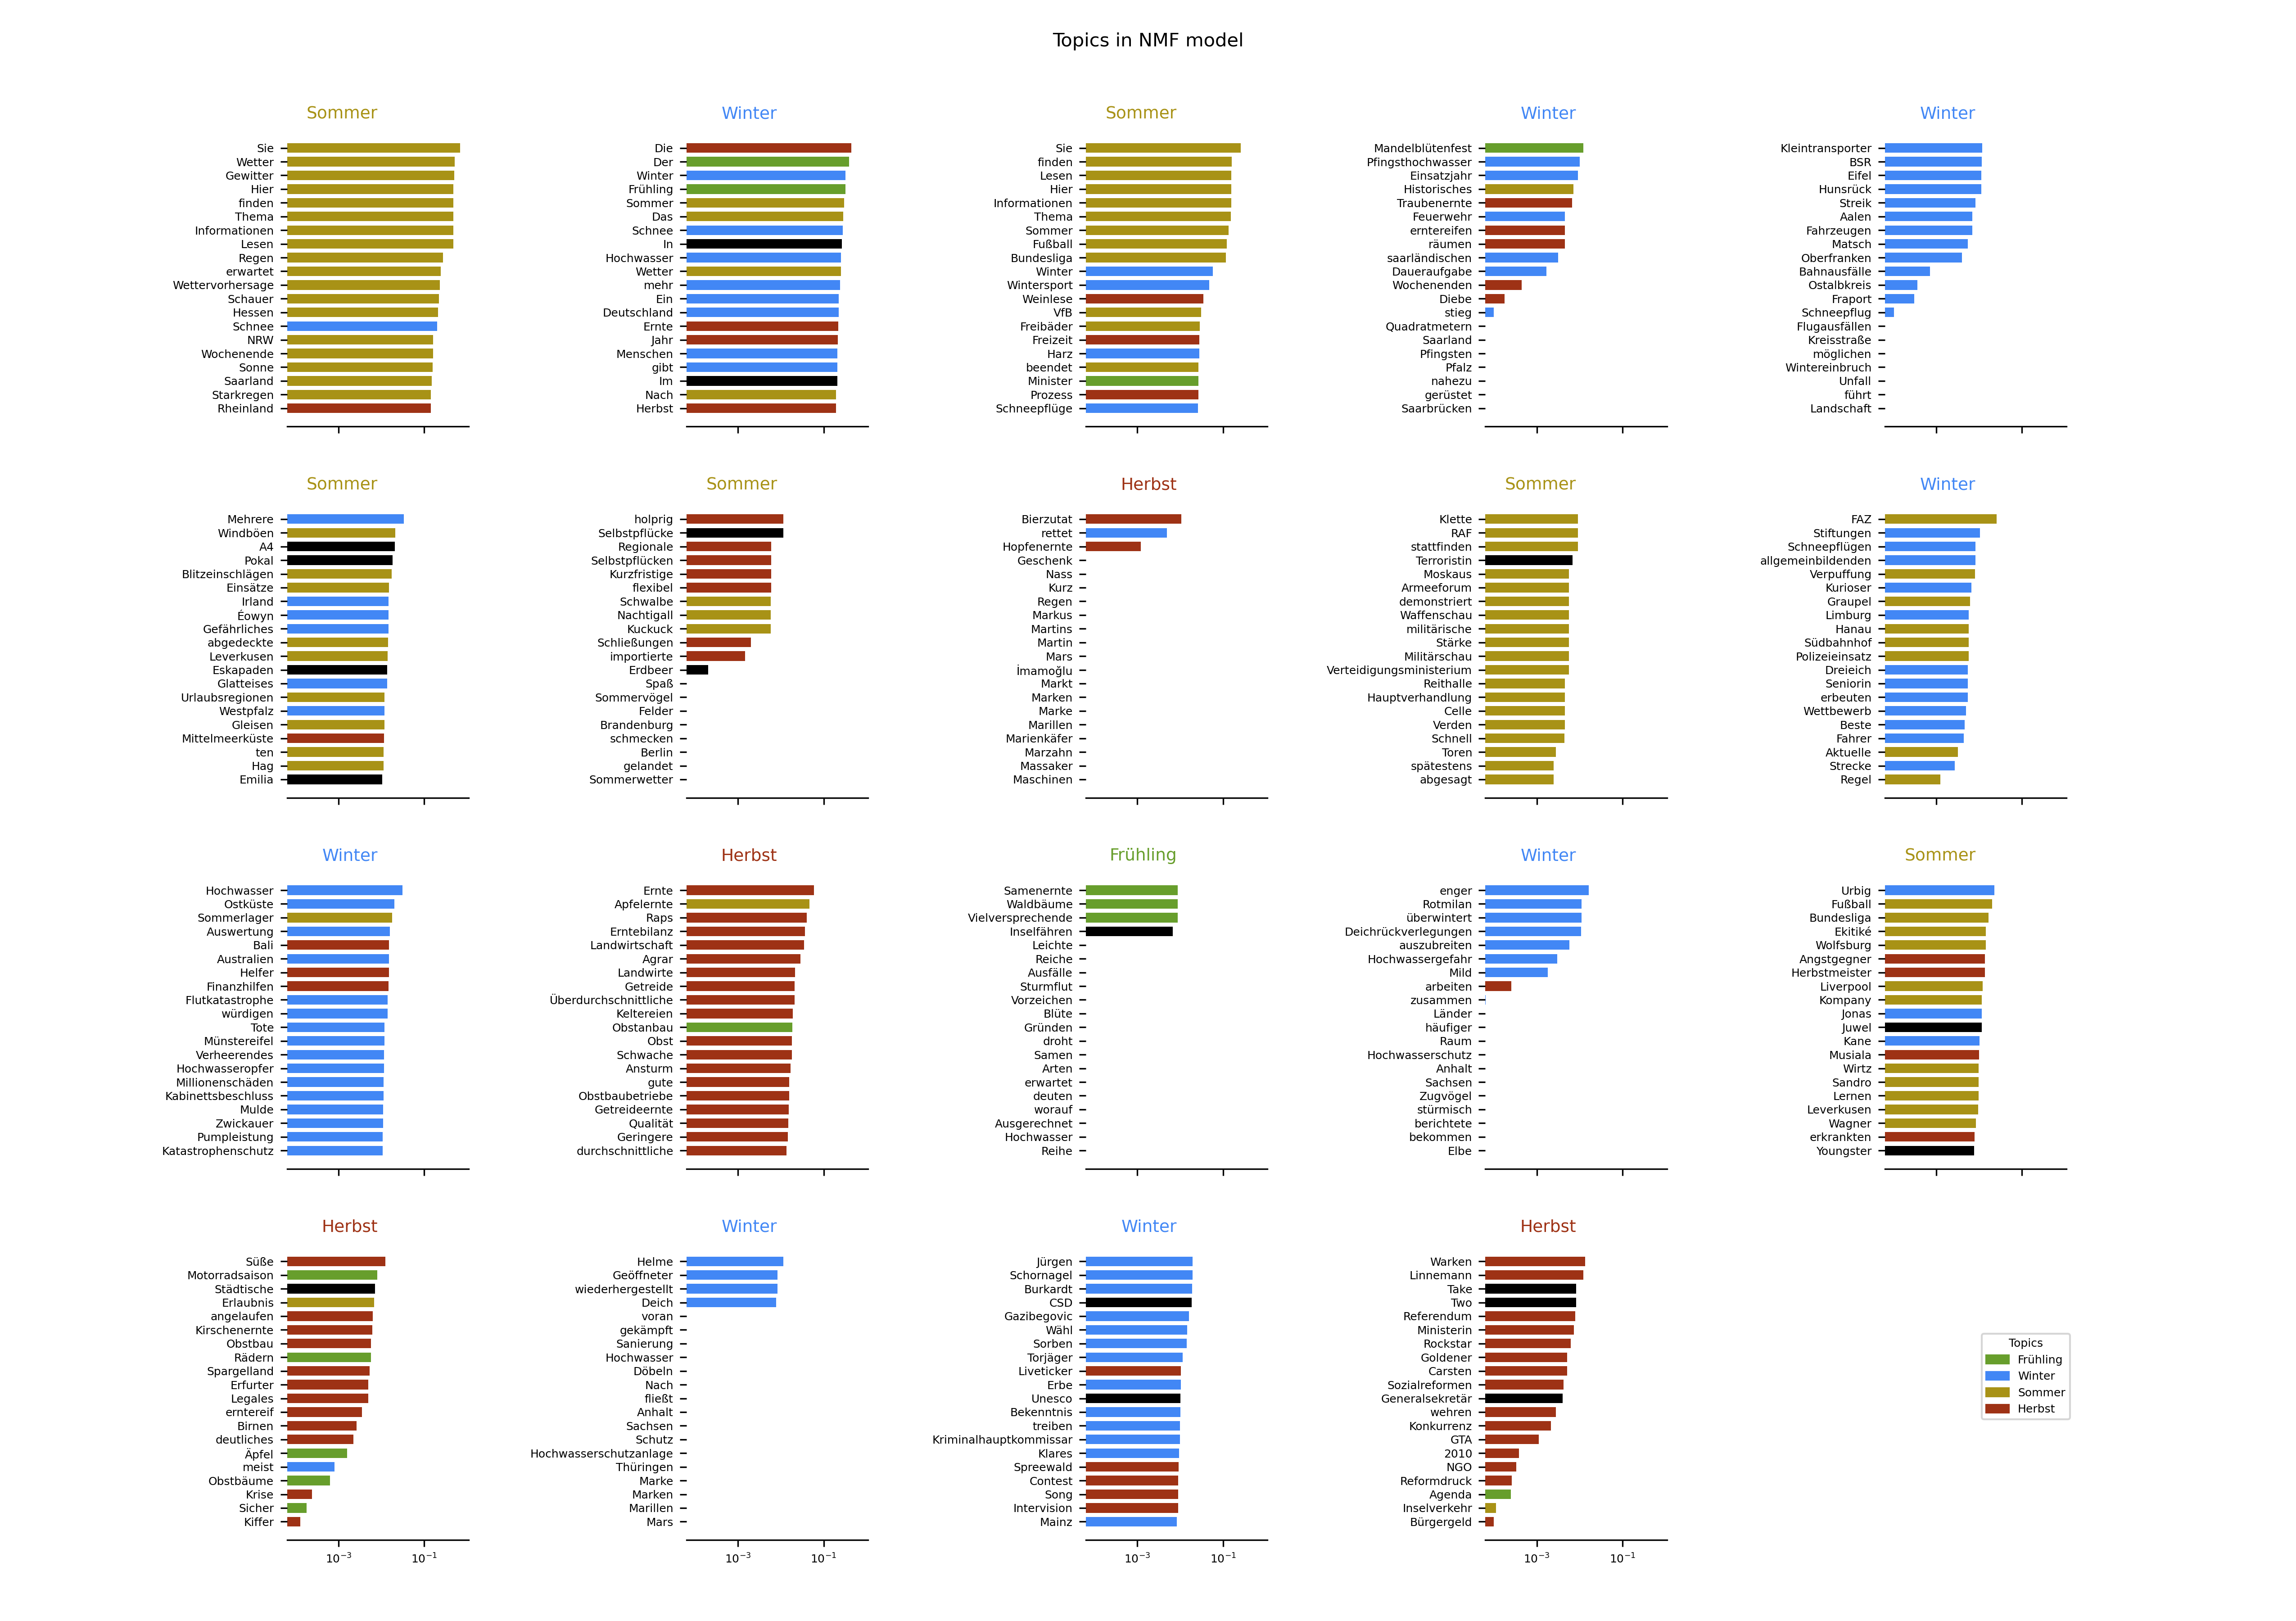 Topics in NMF model
Sommer
Sie
Wetter
Gewitter
Hier
finden
Thema
Informationen
Lesen
Regen
erwartet
Wettervorhersage
Schauer
Hessen
Schnee
NRW
Wochenende
Sonne
Saarland
Starkregen
Rheinland
Winter
Die
Der
Winter
Frühling
Sommer
Das
Schnee
In
Hochwasser
Wetter
mehr
Ein
Deutschland
Ernte
Jahr
Menschen
gibt
Im
Nach
Herbst
Sommer
Sie
finden
Lesen
Hier
Informationen
Thema
Sommer
Fußball
Bundesliga
Winter
Wintersport
Weinlese
VfB
Freibäder
Freizeit
Harz
beendet
Minister
Prozess
Schneepflüge
Winter
Mandelblütenfest
Pfingsthochwasser
Einsatzjahr
Historisches
Traubenernte
Feuerwehr
erntereifen
räumen
saarländischen
Daueraufgabe
Wochenenden
Diebe
stieg
Quadratmetern
Saarland
Pfingsten
Pfalz
nahezu
gerüstet
Saarbrücken
Winter
Kleintransporter
BSR
Eifel
Hunsrück
Streik
Aalen
Fahrzeugen
Matsch
Oberfranken
Bahnausfälle
Ostalbkreis
Fraport
Schneepflug
Flugausfällen
Kreisstraße
möglichen
Wintereinbruch
Unfall
führt
Landschaft
Sommer
Mehrere
Windböen
A4
Pokal
Blitzeinschlägen
Einsätze
Irland
Éowyn
Gefährliches
abgedeckte
Leverkusen
Eskapaden
Glatteises
Urlaubsregionen
Westpfalz
Gleisen
Mittelmeerküste
ten
Hag
Emilia
Sommer
holprig
Selbstpflücke
Regionale
Selbstpflücken
Kurzfristige
flexibel
Schwalbe
Nachtigall
Kuckuck
Schließungen
importierte
Erdbeer
Spaß
Sommervögel
Felder
Brandenburg
schmecken
Berlin
gelandet
Sommerwetter
Herbst
Bierzutat
rettet
Hopfenernte
Geschenk
Nass
Kurz
Regen
Markus
Martins
Martin
Mars
İmamoğlu
Markt
Marken
Marke
Marillen
Marienkäfer
Marzahn
Massaker
Maschinen
Sommer
Klette
RAF
stattfinden
Terroristin
Moskaus
Armeeforum
demonstriert
Waffenschau
militärische
Stärke
Militärschau
Verteidigungsministerium
Reithalle
Hauptverhandlung
Celle
Verden
Schnell
Toren
spätestens
abgesagt
Winter
FAZ
Stiftungen
Schneepflügen
allgemeinbildenden
Verpuffung
Kurioser
Graupel
Limburg
Hanau
Südbahnhof
Polizeieinsatz
Dreieich
Seniorin
erbeuten
Wettbewerb
Beste
Fahrer
Aktuelle
Strecke
Regel
Winter
Hochwasser
Ostküste
Sommerlager
Auswertung
Bali
Australien
Helfer
Finanzhilfen
Flutkatastrophe
würdigen
Tote
Münstereifel
Verheerendes
Hochwasseropfer
Millionenschäden
Kabinettsbeschluss
Mulde
Zwickauer
Pumpleistung
Katastrophenschutz
Herbst
Ernte
Apfelernte
Raps
Erntebilanz
Landwirtschaft
Agrar
Landwirte
Getreide
Überdurchschnittliche
Keltereien
Obstanbau
Obst
Schwache
Ansturm
gute
Obstbaubetriebe
Getreideernte
Qualität
Geringere
durchschnittliche
Frühling
Samenernte
Waldbäume
Vielversprechende
Inselfähren
Leichte
Reiche
Ausfälle
Sturmflut
Vorzeichen
Blüte
Gründen
droht
Samen
Arten
erwartet
deuten
worauf
Ausgerechnet
Hochwasser
Reihe
Winter
enger
Rotmilan
überwintert
Deichrückverlegungen
auszubreiten
Hochwassergefahr
Mild
arbeiten
zusammen
Länder
häufiger
Raum
Hochwasserschutz
Anhalt
Sachsen
Zugvögel
stürmisch
berichtete
bekommen
Elbe
Sommer
Urbig
Fußball
Bundesliga
Ekitiké
Wolfsburg
Angstgegner
Herbstmeister
Liverpool
Kompany
Jonas
Juwel
Kane
Musiala
Wirtz
Sandro
Lernen
Leverkusen
Wagner
erkrankten
Youngster
Herbst
Süße
Motorradsaison
Städtische
Erlaubnis
angelaufen
Kirschenernte
Obstbau
Rädern
Spargelland
Erfurter
Legales
erntereif
Birnen
deutliches
Äpfel
meist
Obstbäume
Krise
Sicher
Kiffer
10⁻³ 10⁻¹
Winter
Helme
Geöffneter
wiederhergestellt
Deich
voran
gekämpft
Sanierung
Hochwasser
Döbeln
Nach
fließt
Anhalt
Sachsen
Schutz
Hochwasserschutzanlage
Thüringen
Marke
Marken
Marillen
Mars
10⁻³ 10⁻¹
Winter
Jürgen
Schornagel
Burkardt
CSD
Gazibegovic
Wähl
Sorben
Torjäger
Liveticker
Erbe
Unesco
Bekenntnis
treiben
Kriminalhauptkommissar
Klares
Spreewald
Contest
Song
Intervision
Mainz
10⁻³ 10⁻¹
Herbst
Warken
Linnemann
Take
Two
Referendum
Ministerin
Rockstar
Goldener
Carsten
Sozialreformen
Generalsekretär
wehren
Konkurrenz
GTA
2010
NGO
Reformdruck
Agenda
Inselverkehr
Bürgergeld
10⁻³ 10⁻¹
Topics
Frühling
Winter
Sommer
Herbst